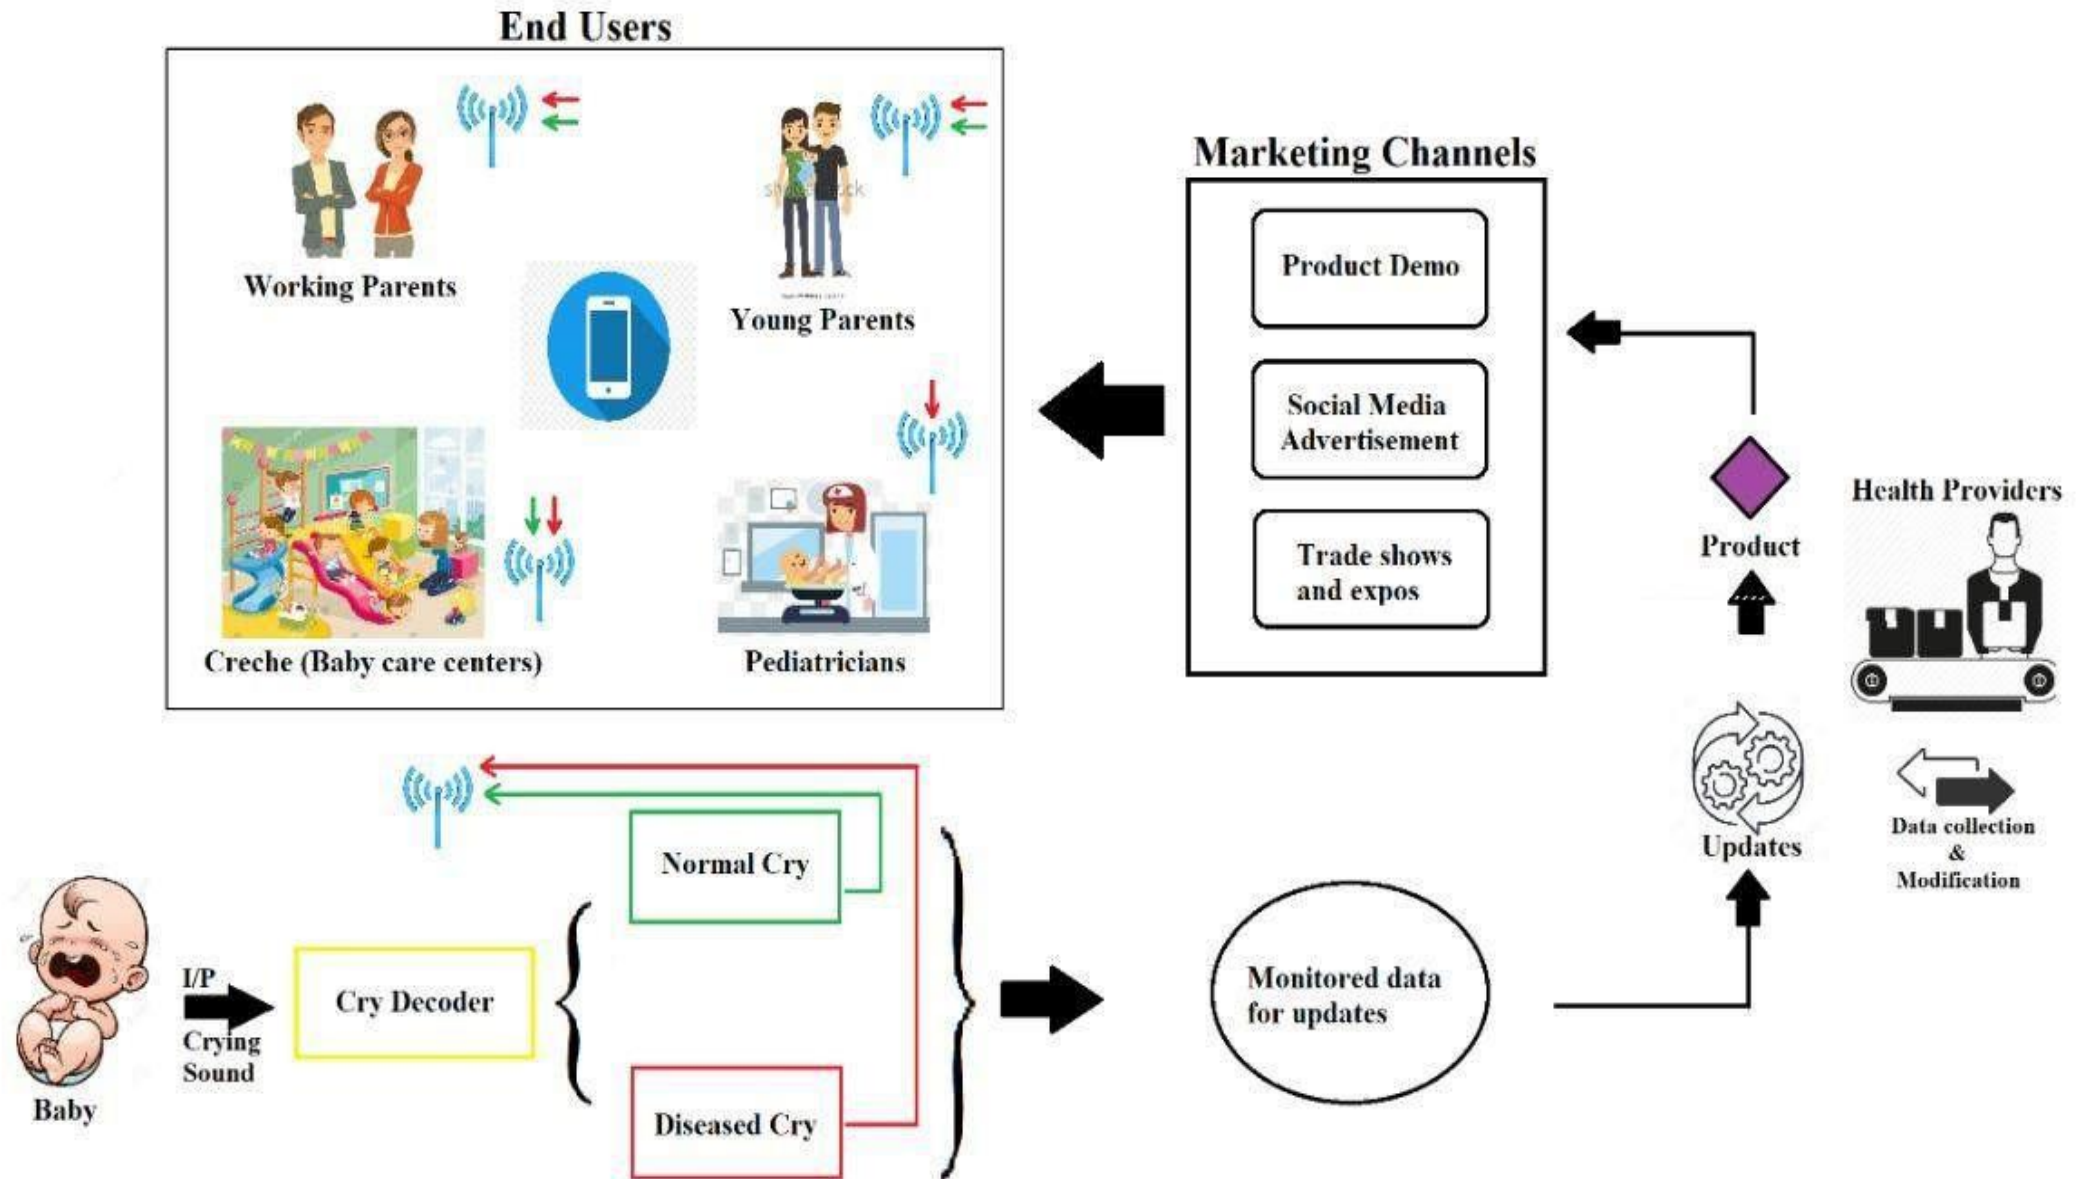 End Users
Working Parents
Young Parents
Creche (Baby care centers)
Pediatricians
Marketing Channels
Product Demo
Social Media
Advertisement
Trade shows
and expos
Product
Health Providers
Updates
Data collection
&
Modification
Baby
I/P
Crying
Sound
Cry Decoder
Normal Cry
Diseased Cry
Monitored data
for updates